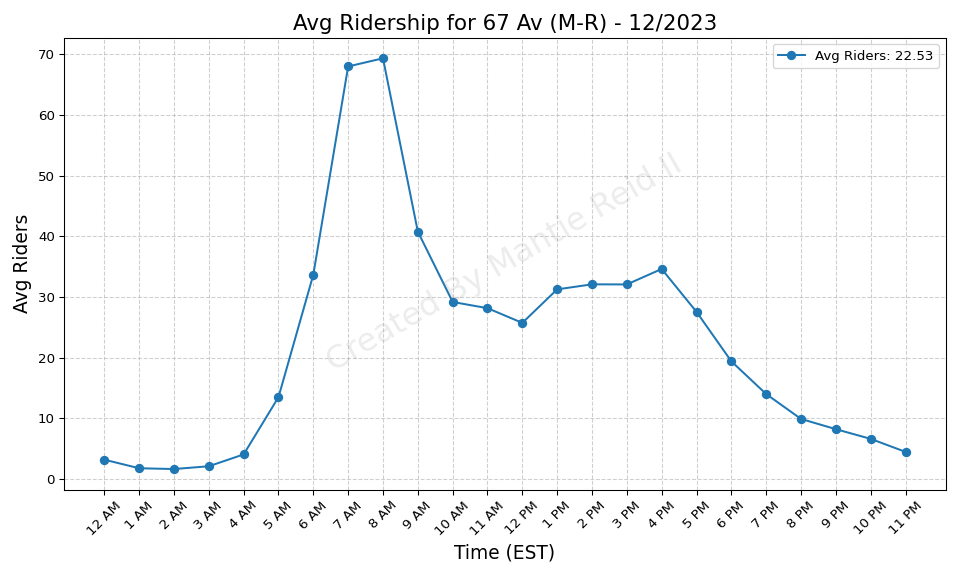 Avg Ridership for 67 Av (M-R) - 12/2023
Avg Riders: 22.53
70
60
50
40
30
20
10
0
Avg Riders
Created By Mantie Reid II
12 AM
1 AM
2 AM
3 AM
4 AM
5 AM
6 AM
7 AM
8 AM
9 AM
10 AM
11 AM
12 PM
1 PM
2 PM
3 PM
4 PM
5 PM
6 PM
7 PM
8 PM
9 PM
10 PM
11 PM
Time (EST)